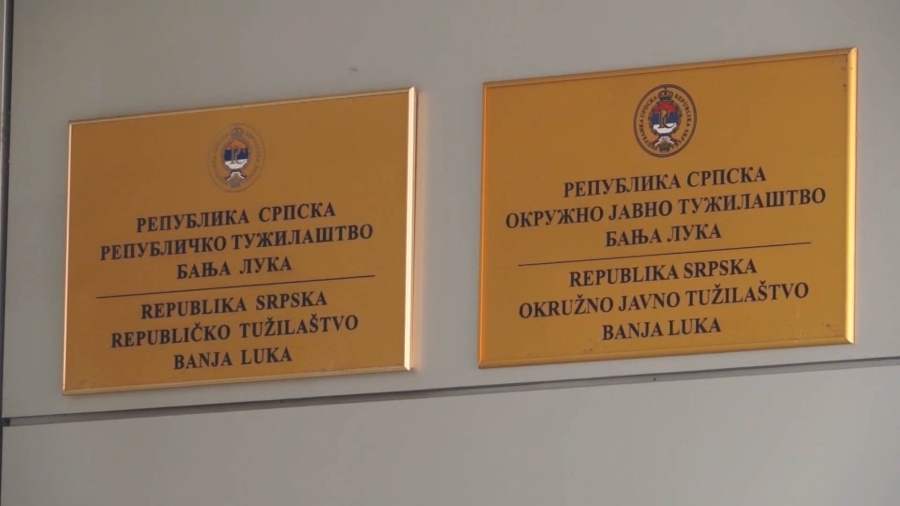 РЕПУБЛИКА СРПСКА
РЕПУБЛИЧКО ТУЖИЛАШТВО
БАЊА ЛУКА
REPUBLIKA SRPSKA
REPUBLIČKO TUŽILAŠTVO
BANJA LUKA
РЕПУБЛИКА СРПСКА
ОКРУЖНО ЈАВНО ТУЖИЛАШТВО
БАЊА ЛУКА
REPUBLIKA SRPSKA
OKRUŽNO JAVNO TUŽILAŠTVO
BANJA LUKA